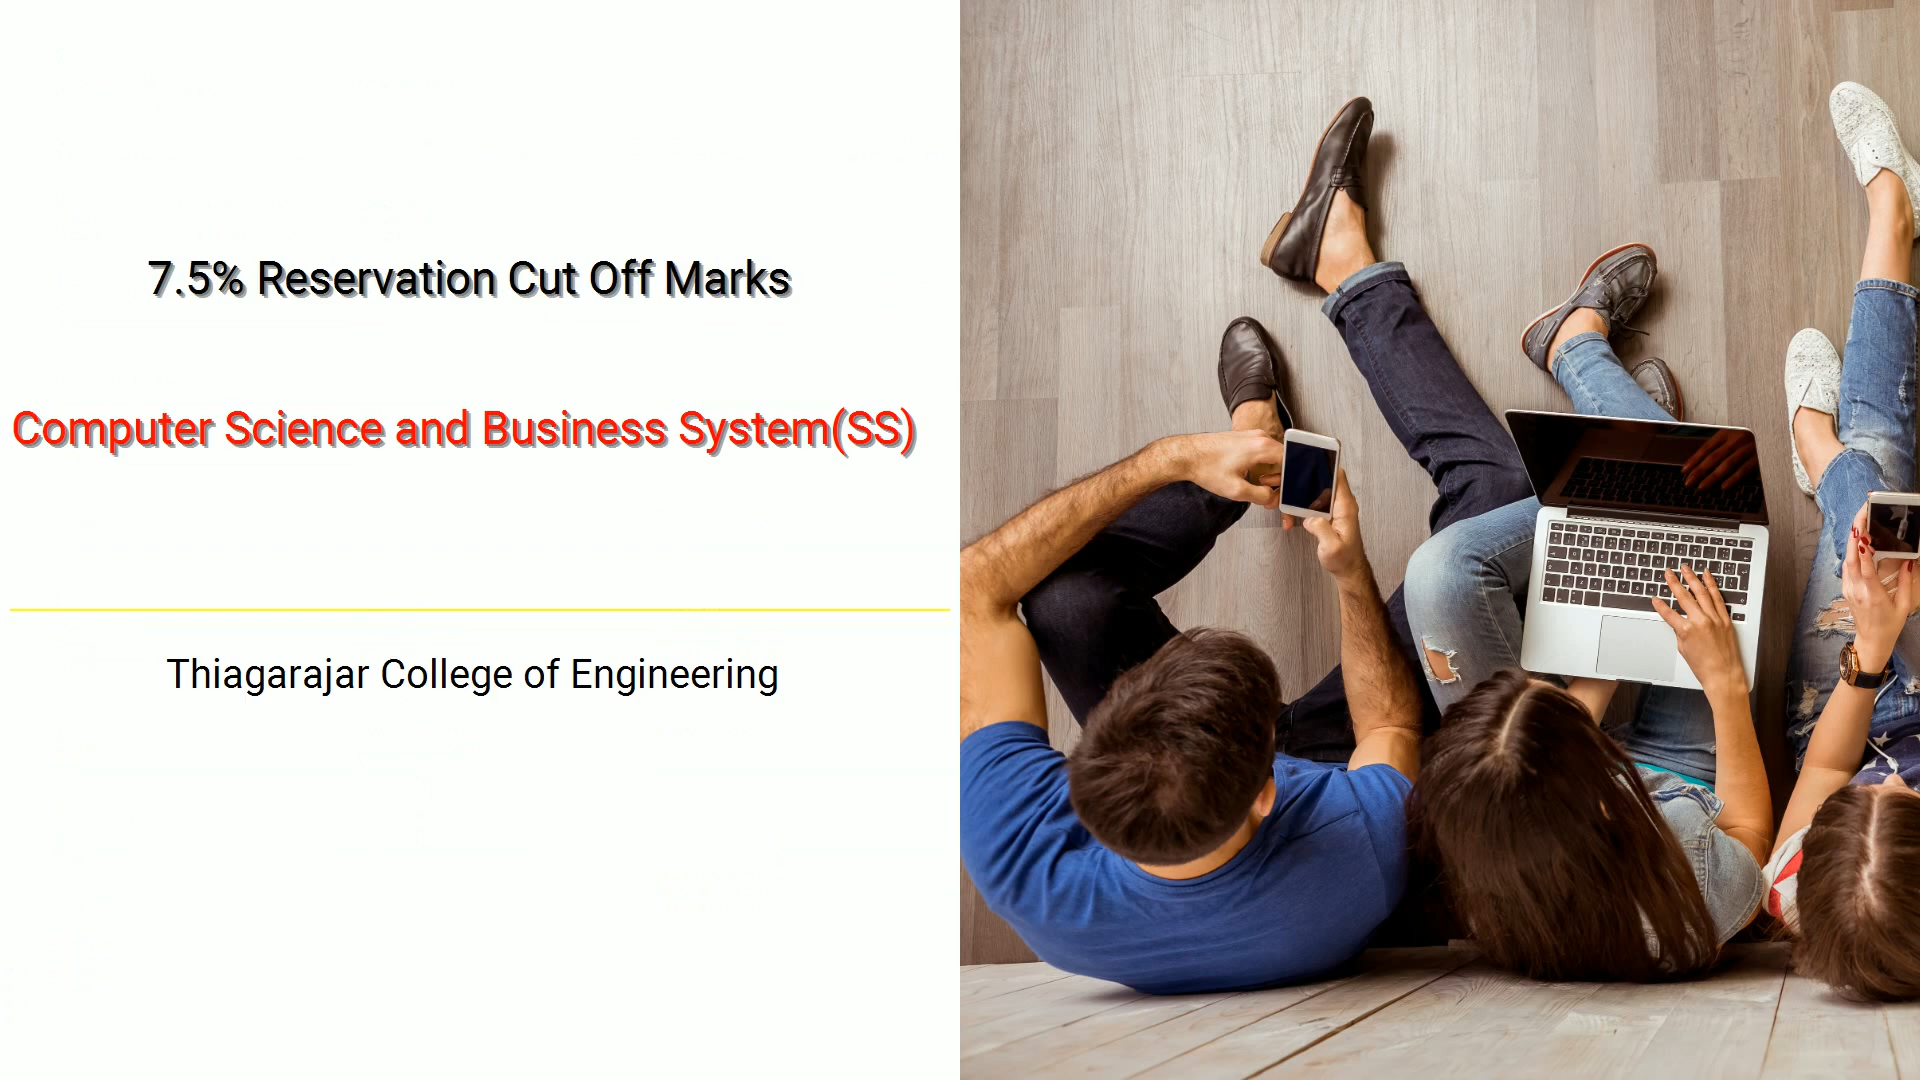 7.5% Reservation Cut Off Marks
Computer Science and Business System(SS)
Thiagarajar College of Engineering